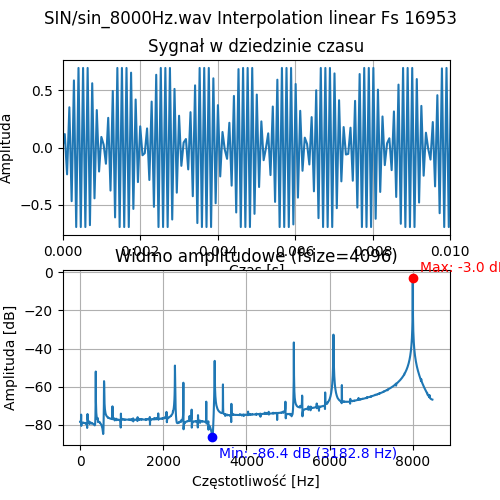 SIN/sin_8000Hz.wav Interpolation linear Fs 16953
Sygnał w dziedzinie czasu
Amplituda
0.5
0.0
−0.5
0.000 0.002 0.004 0.006 0.008 0.010
Czas [s]
Widmo amplitudowe (fsize=4096)
Max: -3.0 dB
Amplituda [dB]
0
−20
−40
−60
−80
Min: -86.4 dB (3182.8 Hz)
0 2000 4000 6000 8000
Częstotliwość [Hz]